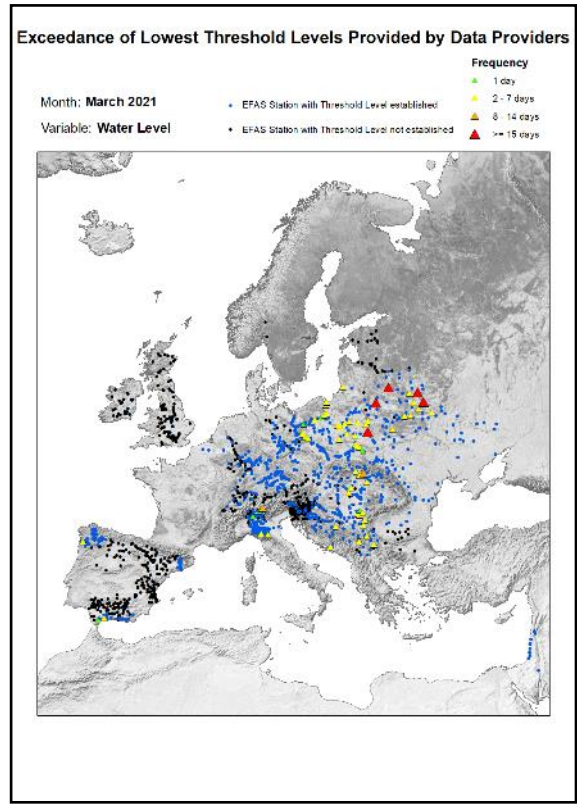 Exceedance of Lowest Threshold Levels Provided by Data Providers
Frequency
1 day
2 - 7 days
8 - 14 days
>= 15 days
Month: March 2021
Variable: Water Level
EFAS Station with Threshold Level established
EFAS Station with Threshold Level not established